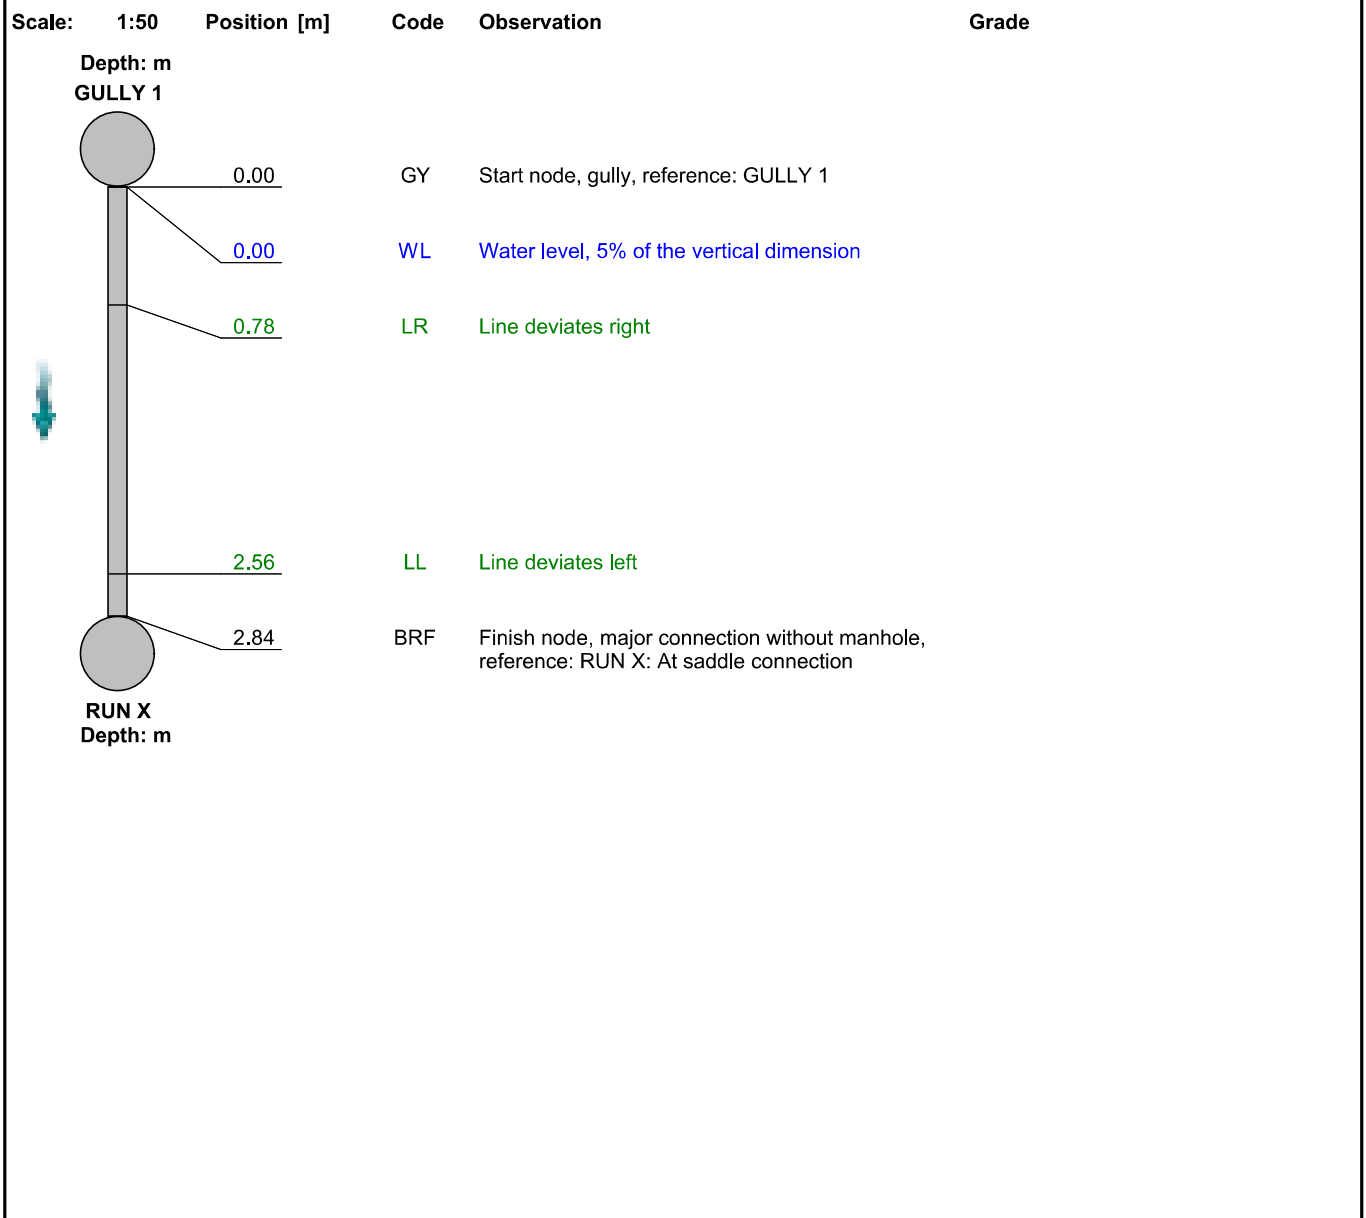 Scale: 1:50 Position [m] Code Observation Grade
Depth: m
GULLY 1
0.00 GY Start node, gully, reference: GULLY 1
0.00 WL Water level, 5% of the vertical dimension
0.78 LR Line deviates right
2.56 LL Line deviates left
2.84 BRF Finish node, major connection without manhole,
reference: RUN X: At saddle connection
RUN X
Depth: m